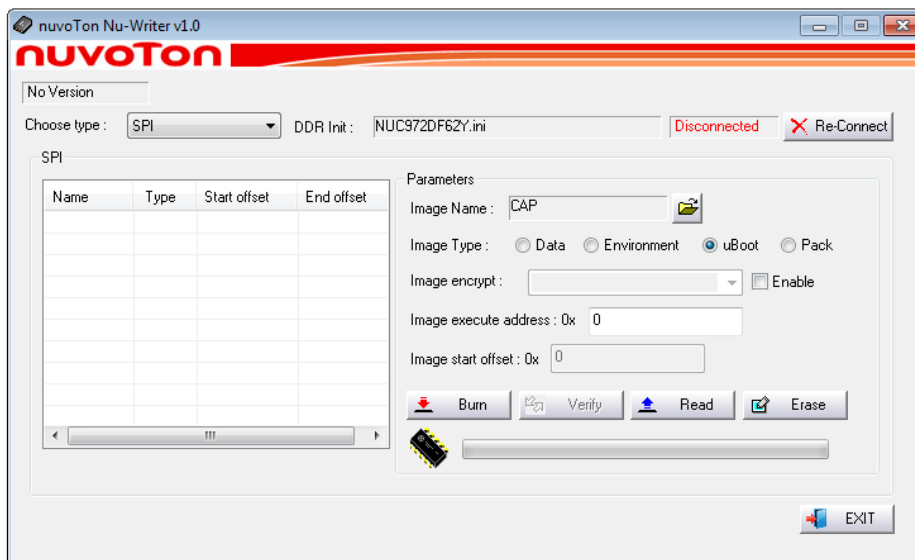 nuvoTon Nu-Writer v1.0
nuvoTon
No Version
Choose type : SPI DDR Init : NUC972DF62Y.ini Disconnected Re-Connect
SPI
Name Type Start offset End offset
Parameters
Image Name : CAP
Image Type : Data Environment uBoot Pack
Image encrypt : Enable
Image execute address : 0x 0
Image start offset : 0x 0
Burn Verify Read Erase
EXIT